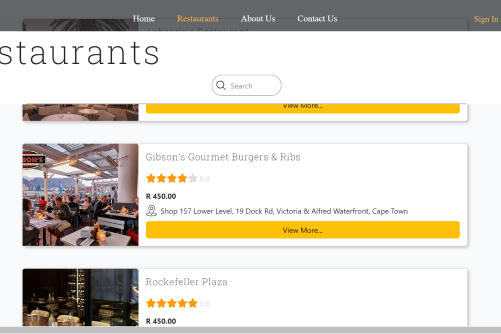 Home Restaurants About Us Contact Us Sign In
staurants
Search
View More...
Gibson's Gourmet Burgers & Ribs
0.0
R 450.00
Shop 157 Lower Level, 19 Dock Rd, Victoria & Alfred Waterfront, Cape Town
View More...
Rockefeller Plaza
0.0
R 450.00